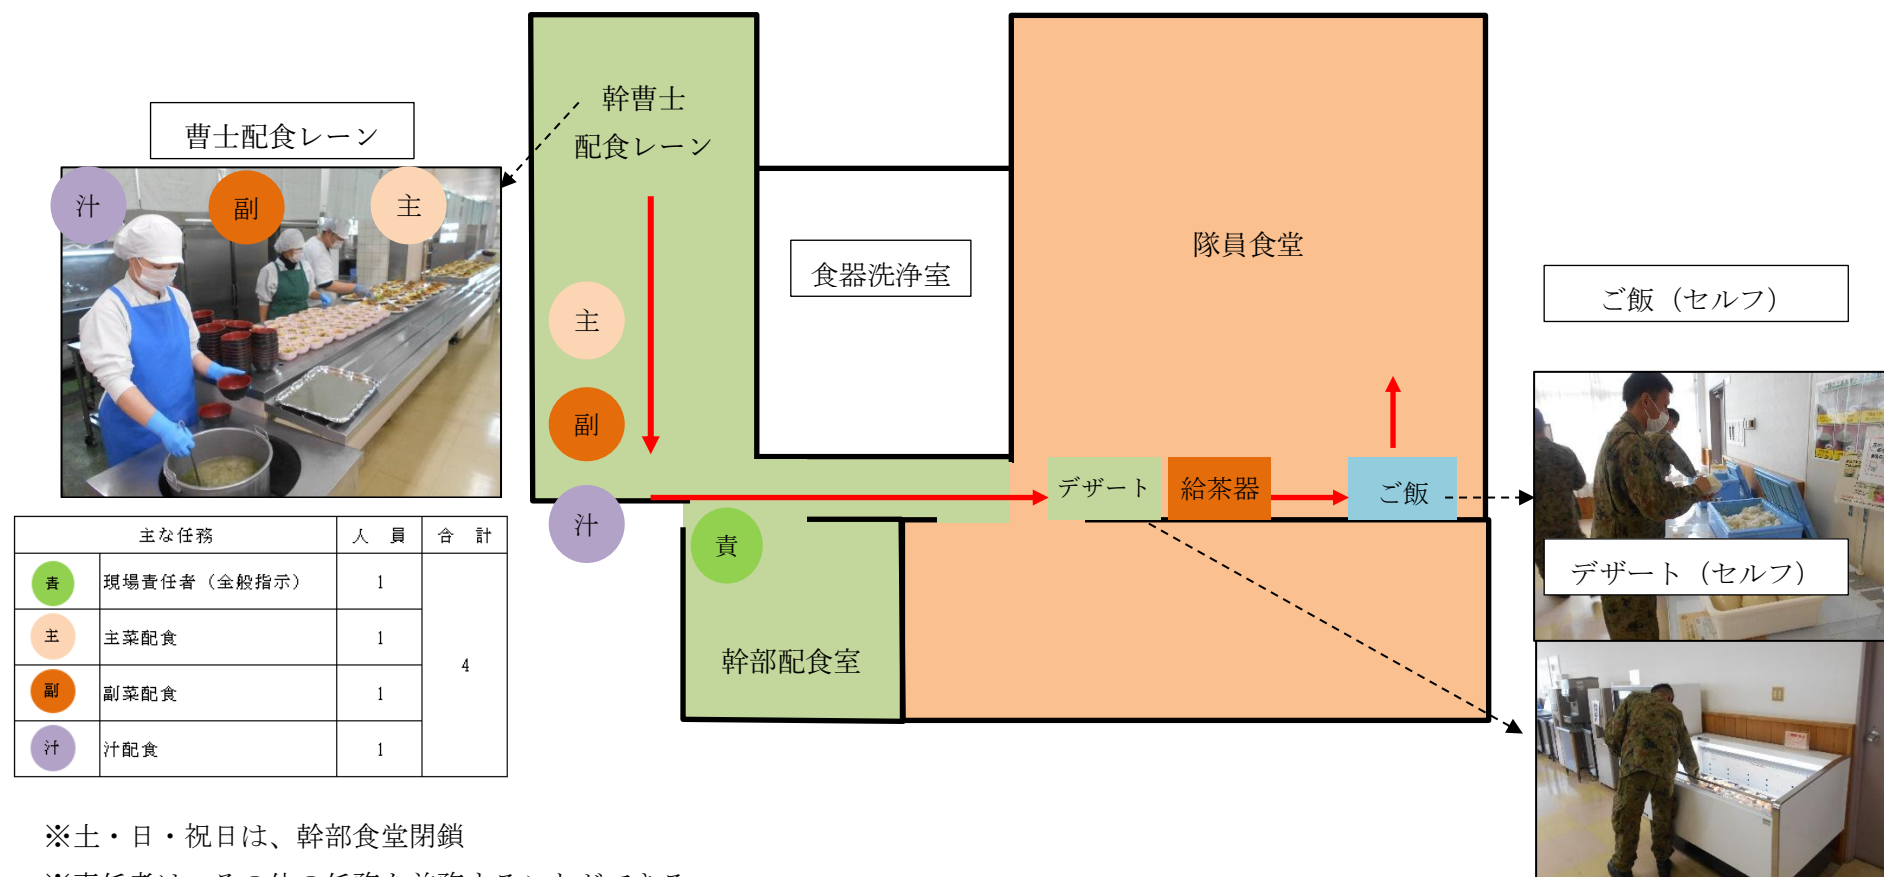 幹曹士
配食レーン
曹士配食レーン
汁
副
主
食器洗浄室
隊員食堂
ご飯（セルフ）
主
副
汁
デザート
給茶器
ご飯
責
幹部配食室
デザート（セルフ）
主な任務 人 員 合 計
責 現場責任者（全般指示） 1 4
主 主菜配食 1
副 副菜配食 1
汁 汁配食 1
※土・日・祝日は、幹部食堂閉鎖